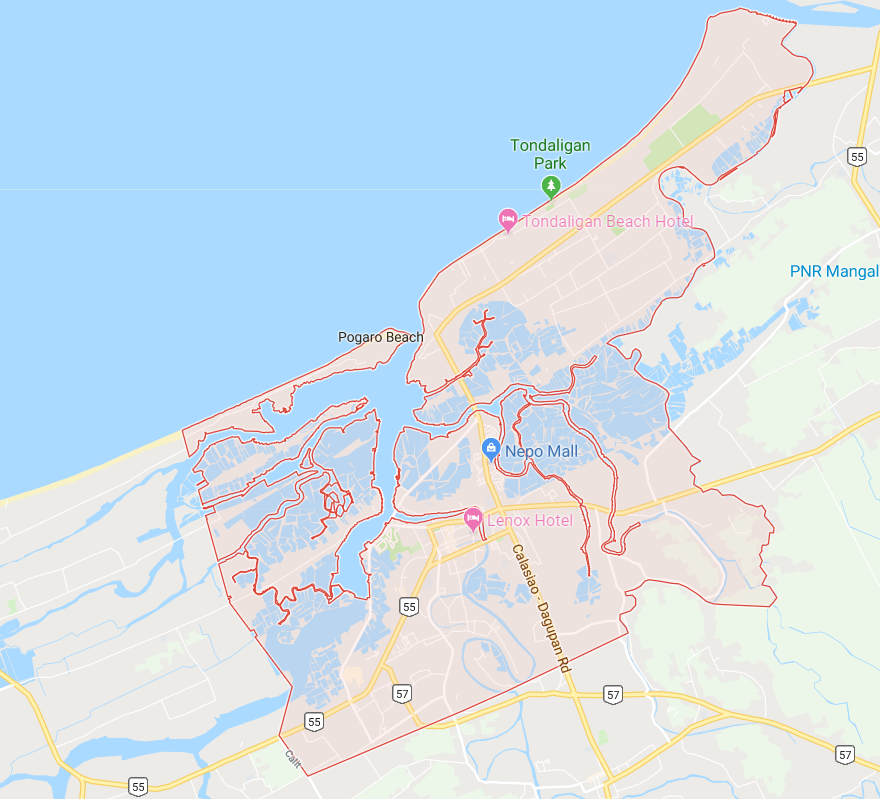 Tondaligan
Park
55
Tondaligan Beach Hotel
PNR Mangal
Pogaro Beach
Nepo Mall
Lenox Hotel
Calasiao - Dagupan Rd
55
57
57
55
57
Calit
55